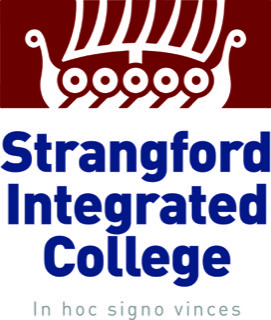 Strangford
Integrated
College
In hoc signo vinces